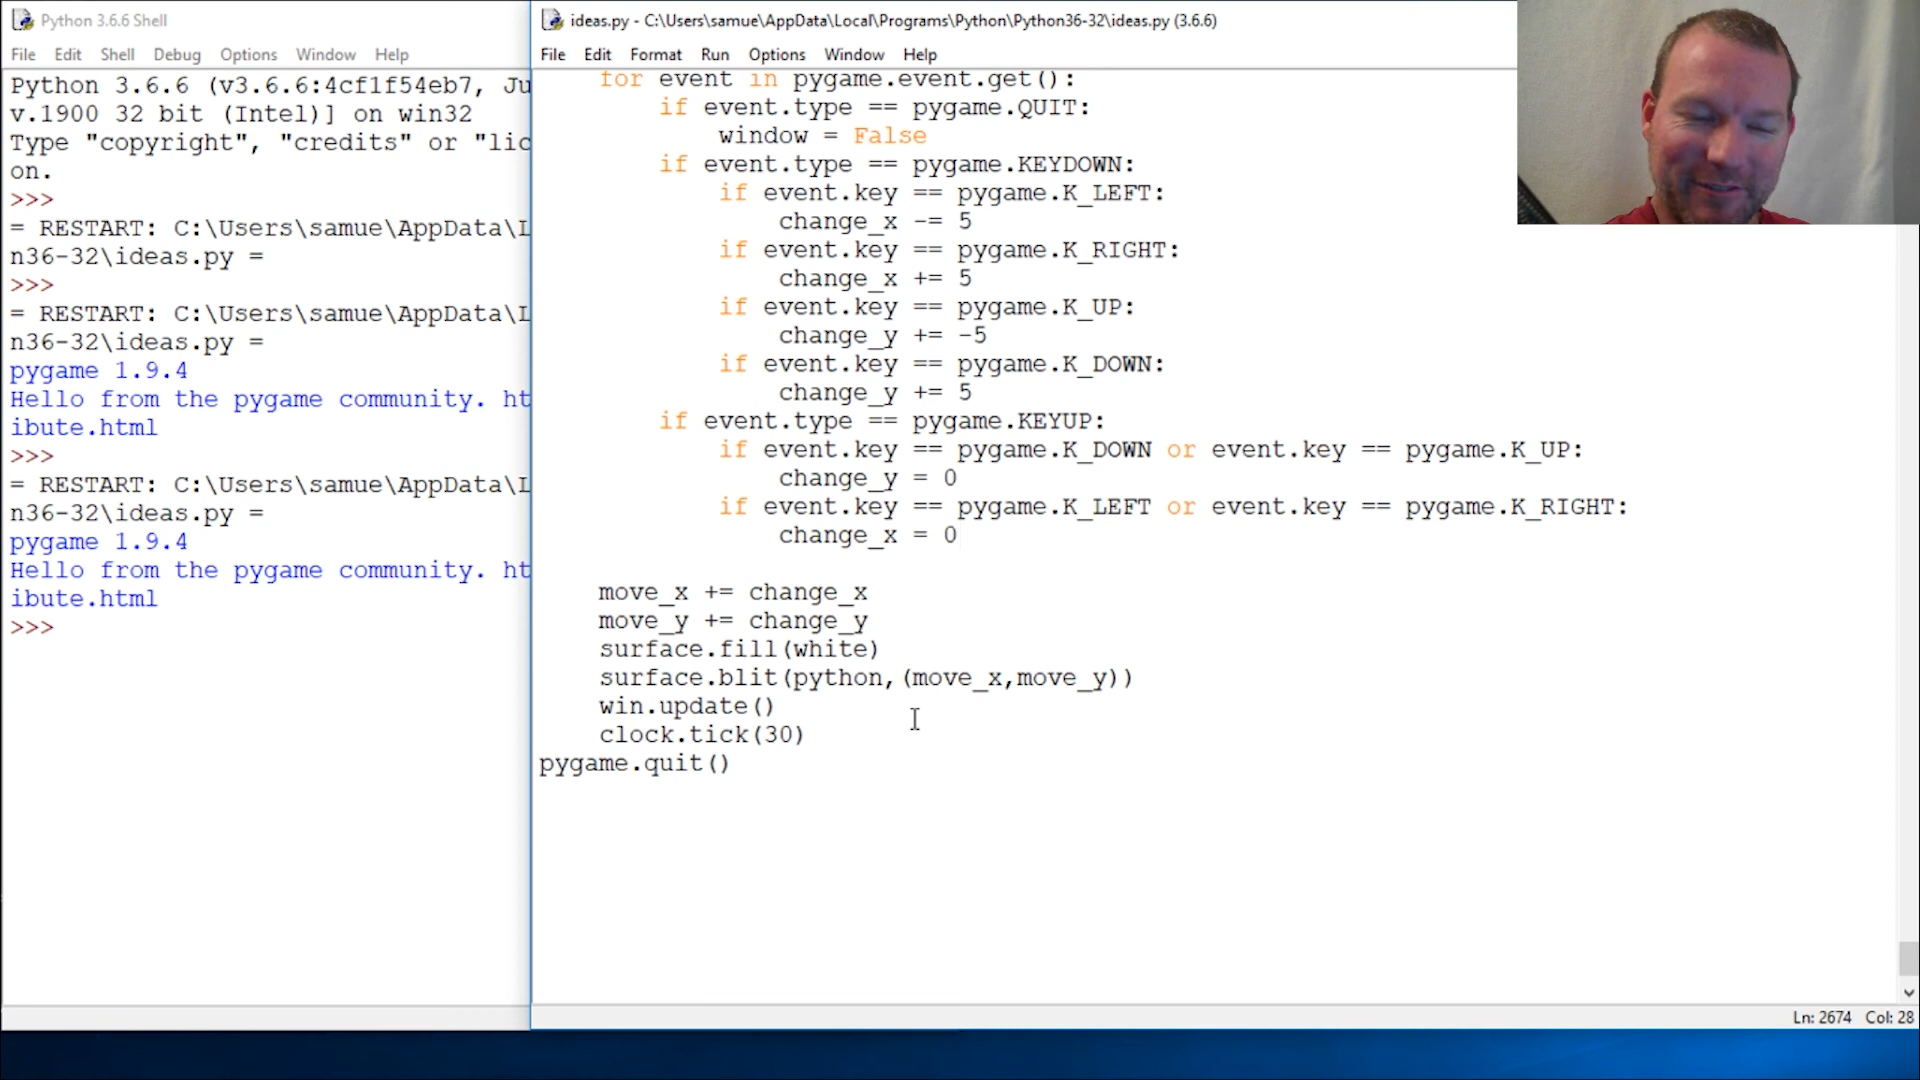 Python 3.6.6 Shell
File Edit Shell Debug Options Window Help
Python 3.6.6 (v3.6.6:4cf1f54eb7, Ju
v.1900 32 bit (Intel)] on win32
Type "copyright", "credits" or "lic
on.
>>>
= RESTART: C:\Users\samue\AppData\L
n36-32\ideas.py =
>>>
= RESTART: C:\Users\samue\AppData\L
n36-32\ideas.py =
pygame 1.9.4
Hello from the pygame community. ht
ibute.html
>>>
= RESTART: C:\Users\samue\AppData\L
n36-32\ideas.py =
pygame 1.9.4
Hello from the pygame community. ht
ibute.html
>>>
ideas.py - C:\Users\samue\AppData\Local\Programs\Python\Python36-32\ideas.py (3.6.6)
File Edit Format Run Options Window Help
for event in pygame.event.get():
if event.type == pygame.QUIT:
window = False
if event.type == pygame.KEYDOWN:
if event.key == pygame.K_LEFT:
change_x -= 5
if event.key == pygame.K_RIGHT:
change_x += 5
if event.key == pygame.K_UP:
change_y += -5
if event.key == pygame.K_DOWN:
change_y += 5
if event.type == pygame.KEYUP:
if event.key == pygame.K_DOWN or event.key == pygame.K_UP:
change_y = 0
if event.key == pygame.K_LEFT or event.key == pygame.K_RIGHT:
change_x = 0
move_x += change_x
move_y += change_y
surface.fill(white)
surface.blit(python,(move_x,move_y))
win.update()
clock.tick(30)
pygame.quit()
Ln: 2674 Col: 28